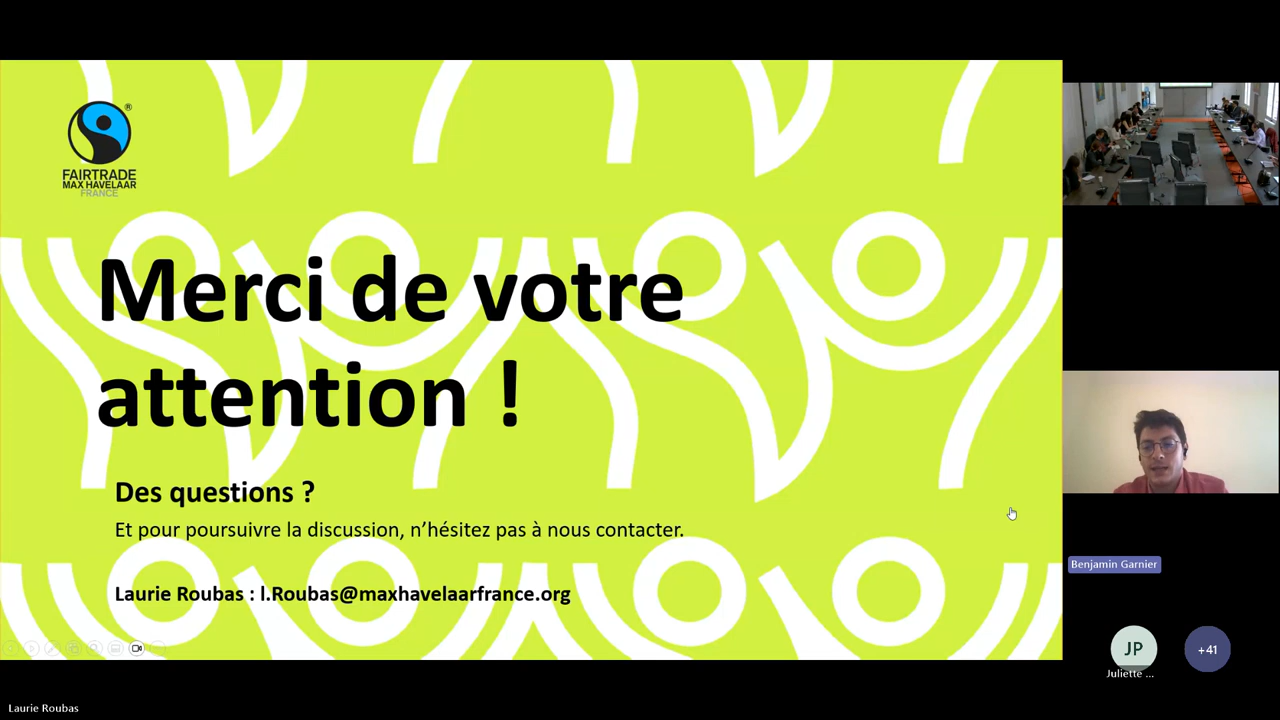 FAIRTRADE
MAX HAVELAAR
FRANCE
®
Merci de votre
attention !
Des questions ?
Et pour poursuivre la discussion, n’hésitez pas à nous contacter.
Laurie Roubas : l.Roubas@maxhavelaarfrance.org
Benjamin Garnier
JP
+41
Juliette ...
Laurie Roubas